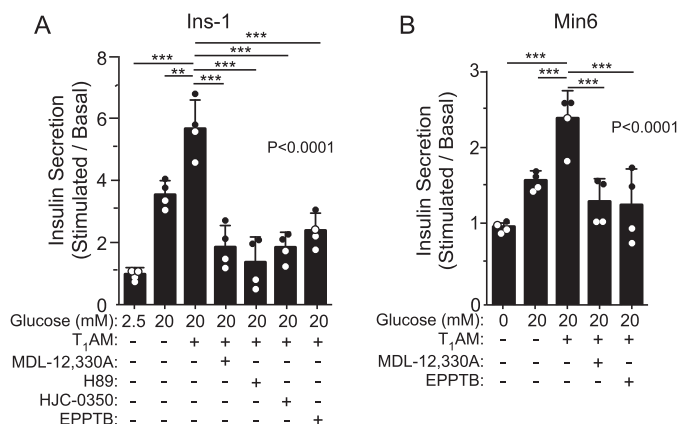 A
Ins-1
***
***
***
***
**
***
P<0.0001
Insulin Secretion
(Stimulated / Basal)
8
6
4
2
0
Glucose (mM): 2.5 20 20 20 20 20 20
T1AM: - - + + + + +
MDL-12,330A: - - - + - - -
H89: - - - - + - -
HJC-0350: - - - - - + -
EPPTB: - - - - - - +
B
Min6
***
***
***
***
P<0.0001
Insulin Secretion
(Stimulated / Basal)
3
2
1
0
Glucose (mM): 0 20 20 20 20
T1AM: - - + + +
MDL-12,330A: - - - + -
EPPTB: - - - - +